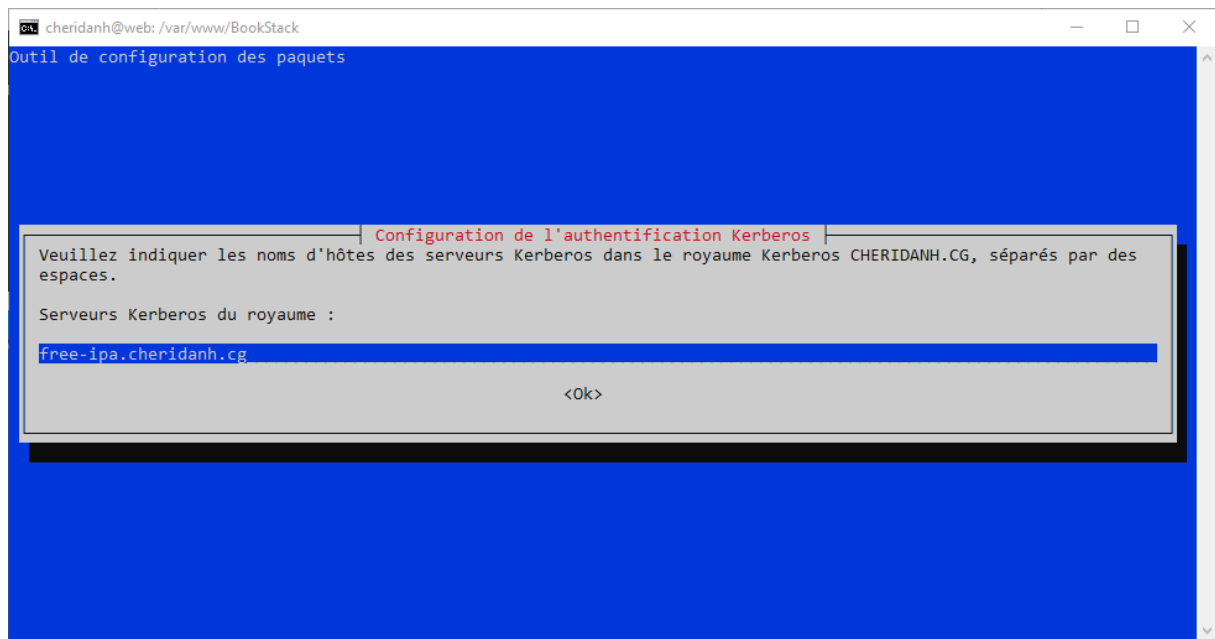 cheridanh@web: /var/www/BookStack
Outil de configuration des paquets
Configuration de l'authentification Kerberos
Veuillez indiquer les noms d'hôtes des serveurs Kerberos dans le royaume Kerberos CHERIDANH.CG, séparés par des
espaces.
Serveurs Kerberos du royaume :
free-ipa.cheridanh.cg
<Ok>